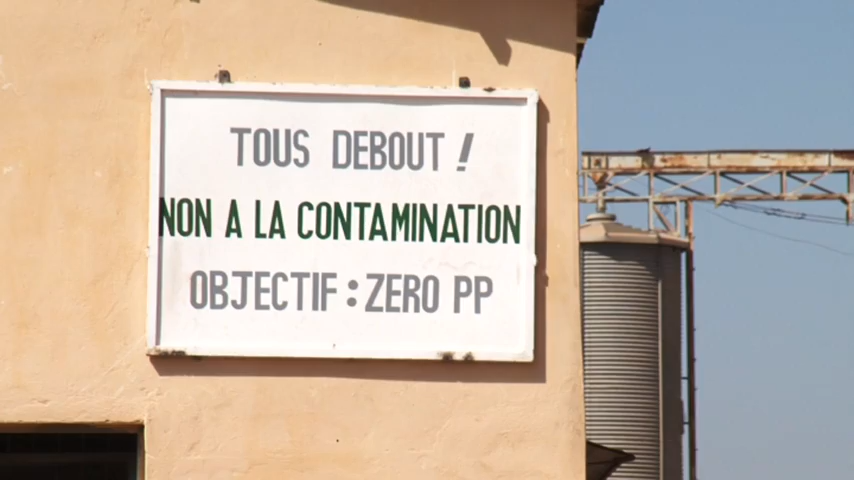 TOUS DEBOUT !
NON A LA CONTAMINATION
OBJECTIF : ZERO PP